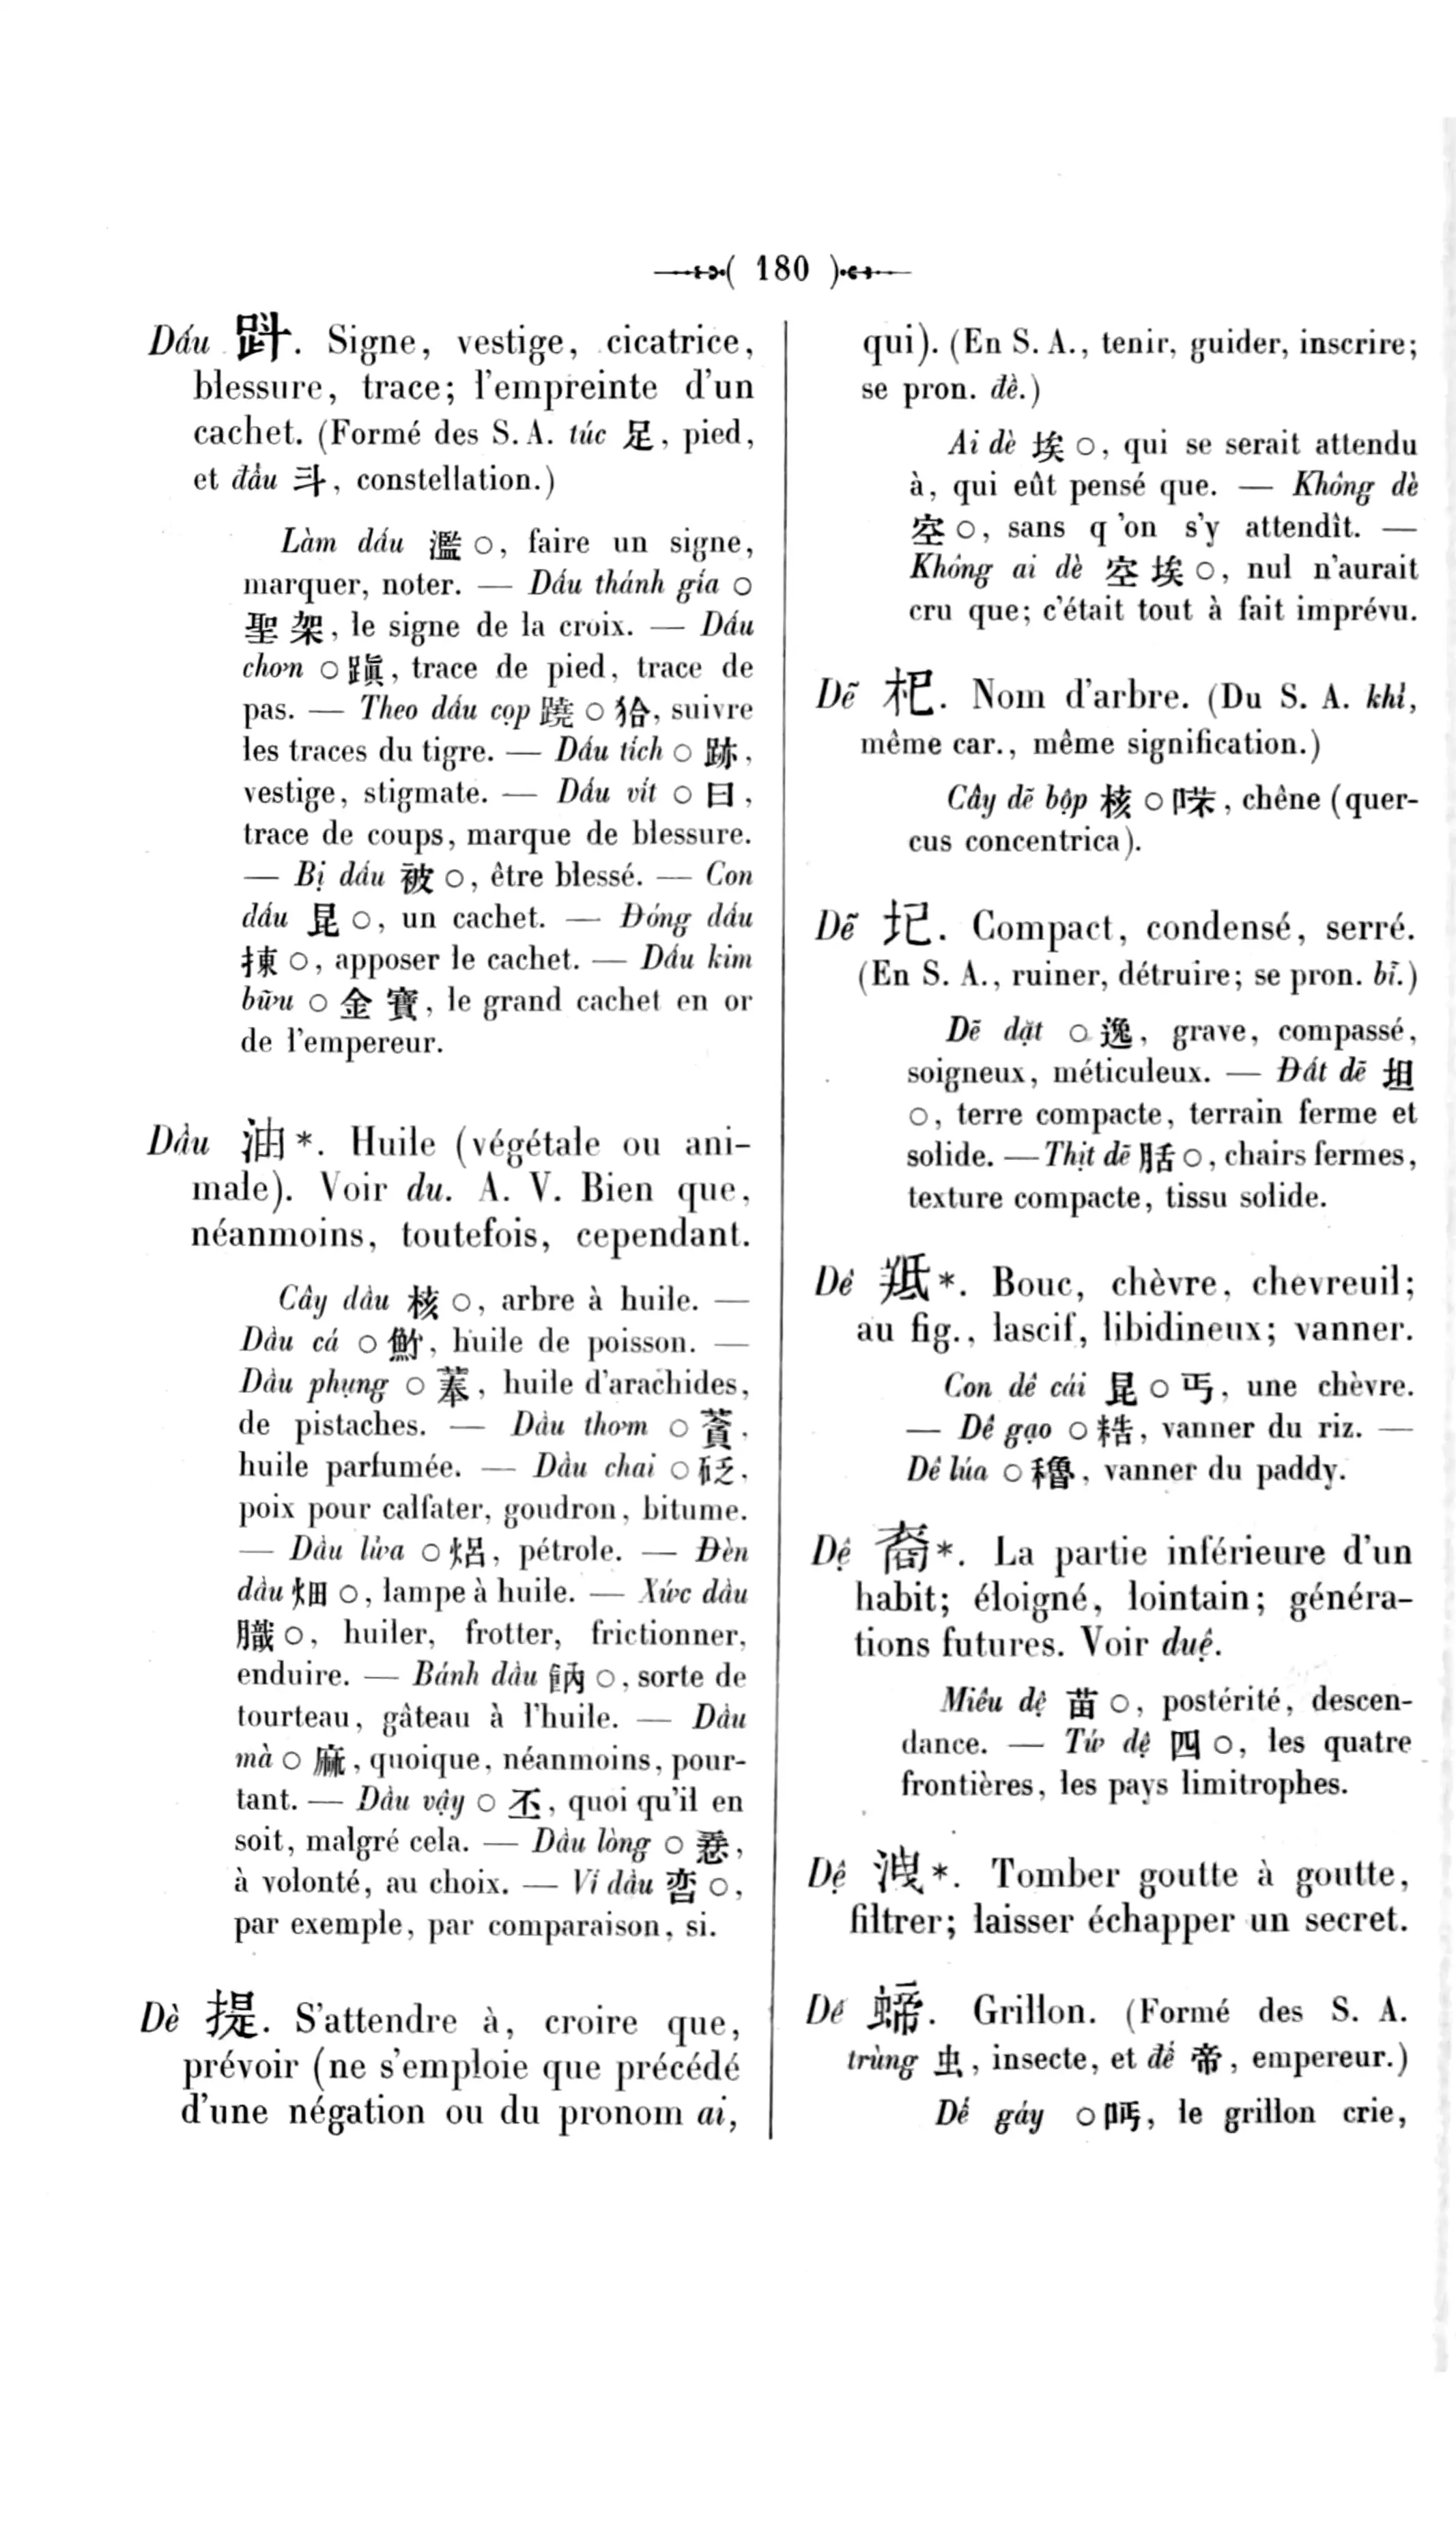 ( 180 )
Dấu 𧿫. Signe, vestige, cicatrice,
blessure, trace; l'empreinte d'un
cachet. (Formé des S. A. túc 足, pied,
et đẩu 斗, constellation.)
Làm dấu 濫 ○, faire un signe,
marquer, noter. — Dấu thánh gía ○
聖 架, le signe de la croix. — Dấu
chơn ○ 蹎, trace de pied, trace de
pas. — Theo dấu cọp 蹺 ○ 狧, suivre
les traces du tigre. — Dấu tích ○ 跡,
vestige, stigmate. — Dấu vít ○ 曰,
trace de coups, marque de blessure.
— Bị dấu 被 ○, être blessé. — Con
dấu 昆 ○, un cachet. — Đóng dấu
揀 ○, apposer le cachet. — Dấu kim
bữu ○ 金 寶, le grand cachet en or
de l'empereur.
Dầu 油 *. Huile (végétale ou ani-
male). Voir du. A. V. Bien que,
néanmoins, toutefois, cependant.
Cây dầu 核 ○, arbre à huile. —
Dầu cá ○ 𩵜, huile de poisson. —
Dầu phụng ○ 菶, huile d'arachides,
de pistaches. — Dầu thơm ○,
huile parfumée. — Dầu chai ○ 砭,
poix pour calfater, goudron, bitume.
— Dầu lửa ○ 焒, pétrole. — Đèn
dầu 畑 ○, lampe à huile. — Xức dầu
膱 ○, huiler, frotter, frictionner,
enduire. — Bánh dầu ○, sorte de
tourteau, gâteau à l'huile. — Dầu
mà ○ 麻, quoique, néanmoins, pour-
tant. — Dầu vậy ○ 丕, quoi qu'il en
soit, malgré cela. — Dầu lòng ○,
à volonté, au choix. — Ví dầu ○,
par exemple, par comparaison, si.
Dè 提. S'attendre à, croire que,
prévoir (ne s'emploie que précédé
d'une négation ou du pronom ai,
qui). (En S. A., tenir, guider, inscrire;
se pron. đề.)
Ai dè 埃 ○, qui se serait attendu
à, qui eût pensé que. — Không dè
空 ○, sans q'on s'y attendît. —
Không ai dè 空 埃 ○, nul n'aurait
cru que; c'était tout à fait imprévu.
Dẽ 杞. Nom d'arbre. (Du S. A. khỉ,
même car., même signification.)
Cây dẽ bộp 核 ○, chêne (quer-
cus concentrica).
Dẽ 圮. Compact, condensé, serré.
(En S. A., ruiner, détruire; se pron. bỉ.)
Dẽ dặt ○ 逸, grave, compassé,
soigneux, méticuleux. — Đất dẽ 坦
○, terre compacte, terrain ferme et
solide. — Thịt dẽ 𦧘 ○, chairs fermes,
texture compacte, tissu solide.
Dê 羝 *. Bouc, chèvre, chevreuil;
au fig., lascif, libidineux; vanner.
Con dê cái 昆 ○ 丐, une chèvre.
— Dê gạo ○ 𥺊, vanner du riz. —
Dê lúa ○ 穭, vanner du paddy.
Dệ 裔 *. La partie inférieure d'un
habit; éloigné, lointain; généra-
tions futures. Voir duệ.
Miêu dệ 苗 ○, postérité, descen-
dance. — Tứ dệ 四 ○, les quatre
frontières, les pays limitrophes.
Dệ 洩 *. Tomber goutte à goutte,
filtrer; laisser échapper un secret.
Dế 蝃. Grillon. (Formé des S. A.
trùng 虫, insecte, et đế 帝, empereur.)
Dế gáy ○ 𠵎, le grillon crie,